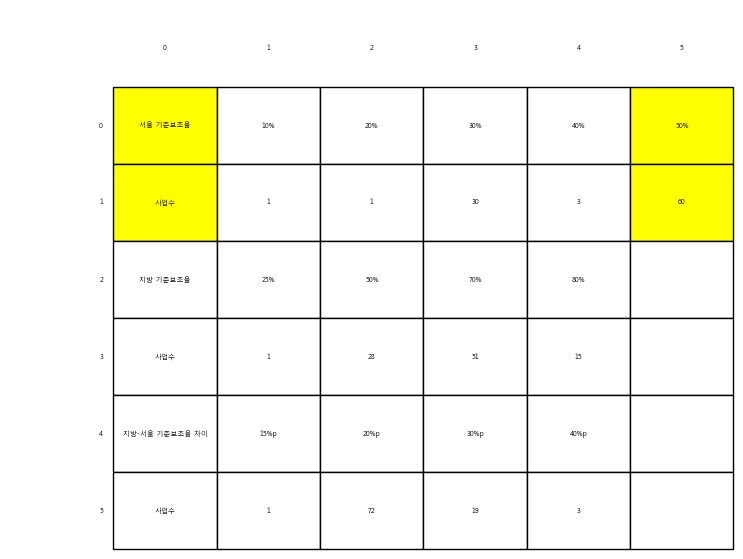 0 1 2 3 4 5
0 서울 기준보조율 10% 20% 30% 40% 50%
1 사업수 1 1 30 3 60
2 지방 기준보조율 25% 50% 70% 80%
3 사업수 1 28 51 15
4 지방-서울 기준보조율 차이 15%p 20%p 30%p 40%p
5 사업수 1 72 19 3